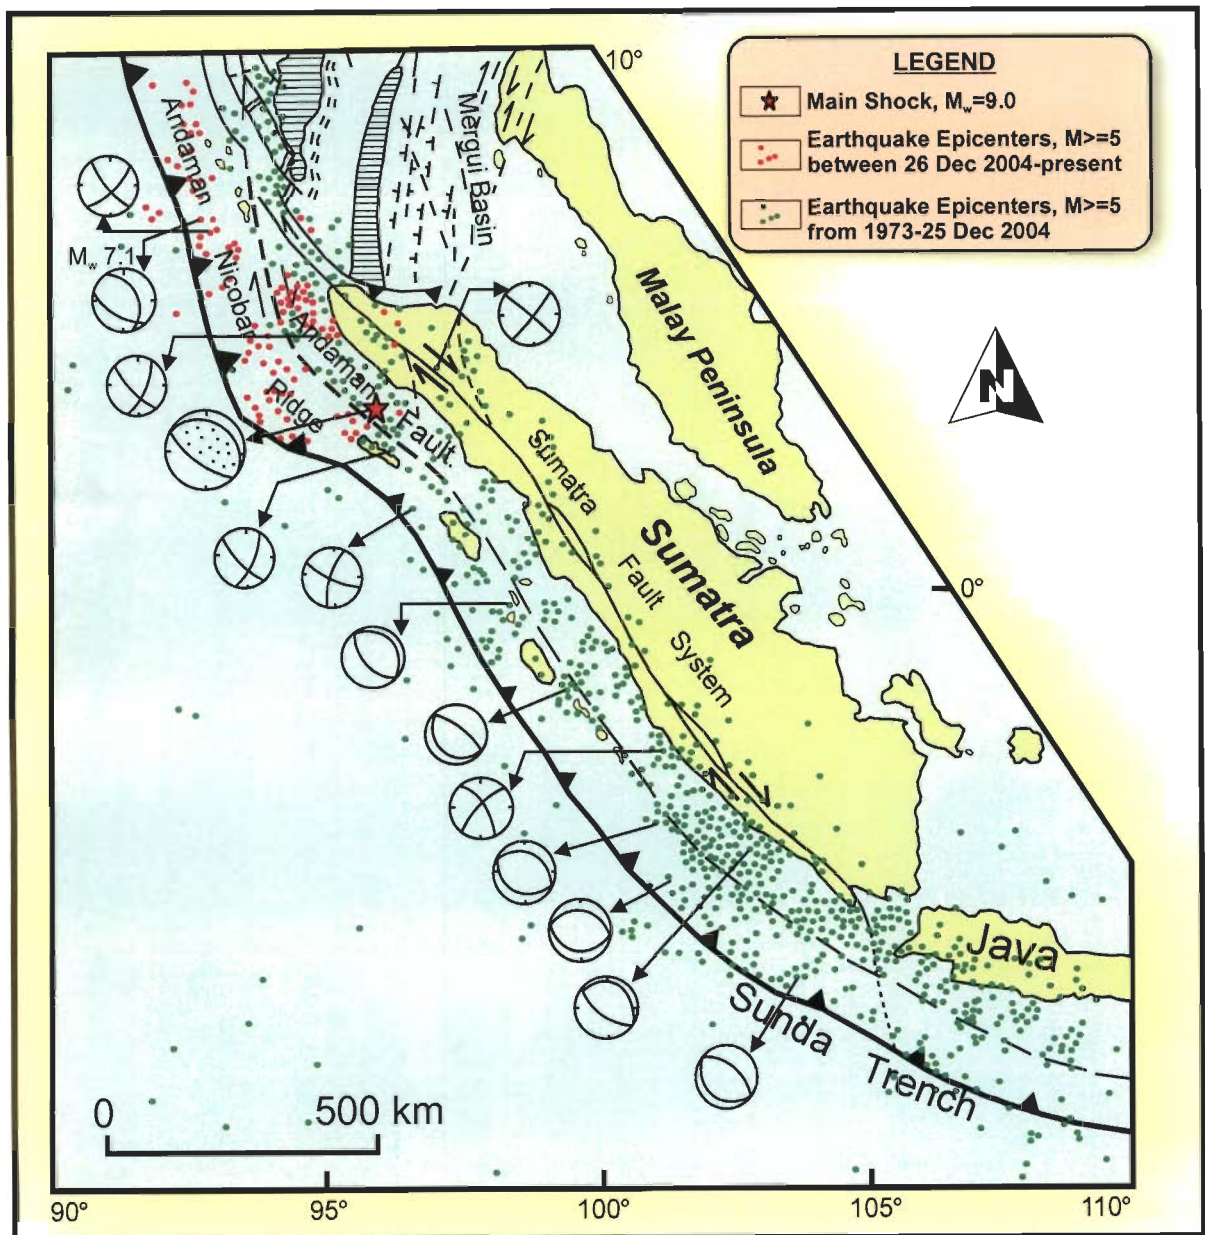 LEGEND
Main Shock, Mw=9.0
Earthquake Epicenters, M>=5
between 26 Dec 2004-present
Earthquake Epicenters, M>=5
from 1973-25 Dec 2004
10°
Mergui Basin
Andaman
Nicobar
Ridge
Mw 7.1
Andaman
Fault
Malay Peninsula
N
Sumatra
Fault
System
Sumatra
0°
Java
Sunda
Trench
0
500 km
90°
95°
100°
105°
110°